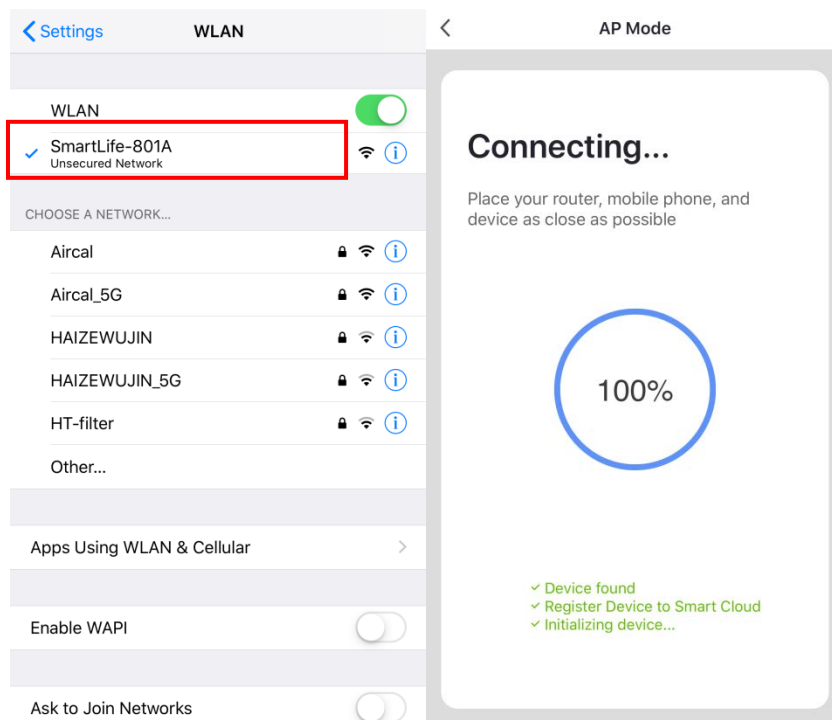 Settings
WLAN
WLAN
SmartLife-801A
Unsecured Network
CHOOSE A NETWORK...
Aircal
Aircal_5G
HAIZEWUJIN
HAIZEWUJIN_5G
HT-filter
Other...
Apps Using WLAN & Cellular
Enable WAPI
Ask to Join Networks
AP Mode
Connecting...
Place your router, mobile phone, and
device as close as possible
100%
Device found
Register Device to Smart Cloud
Initializing device...